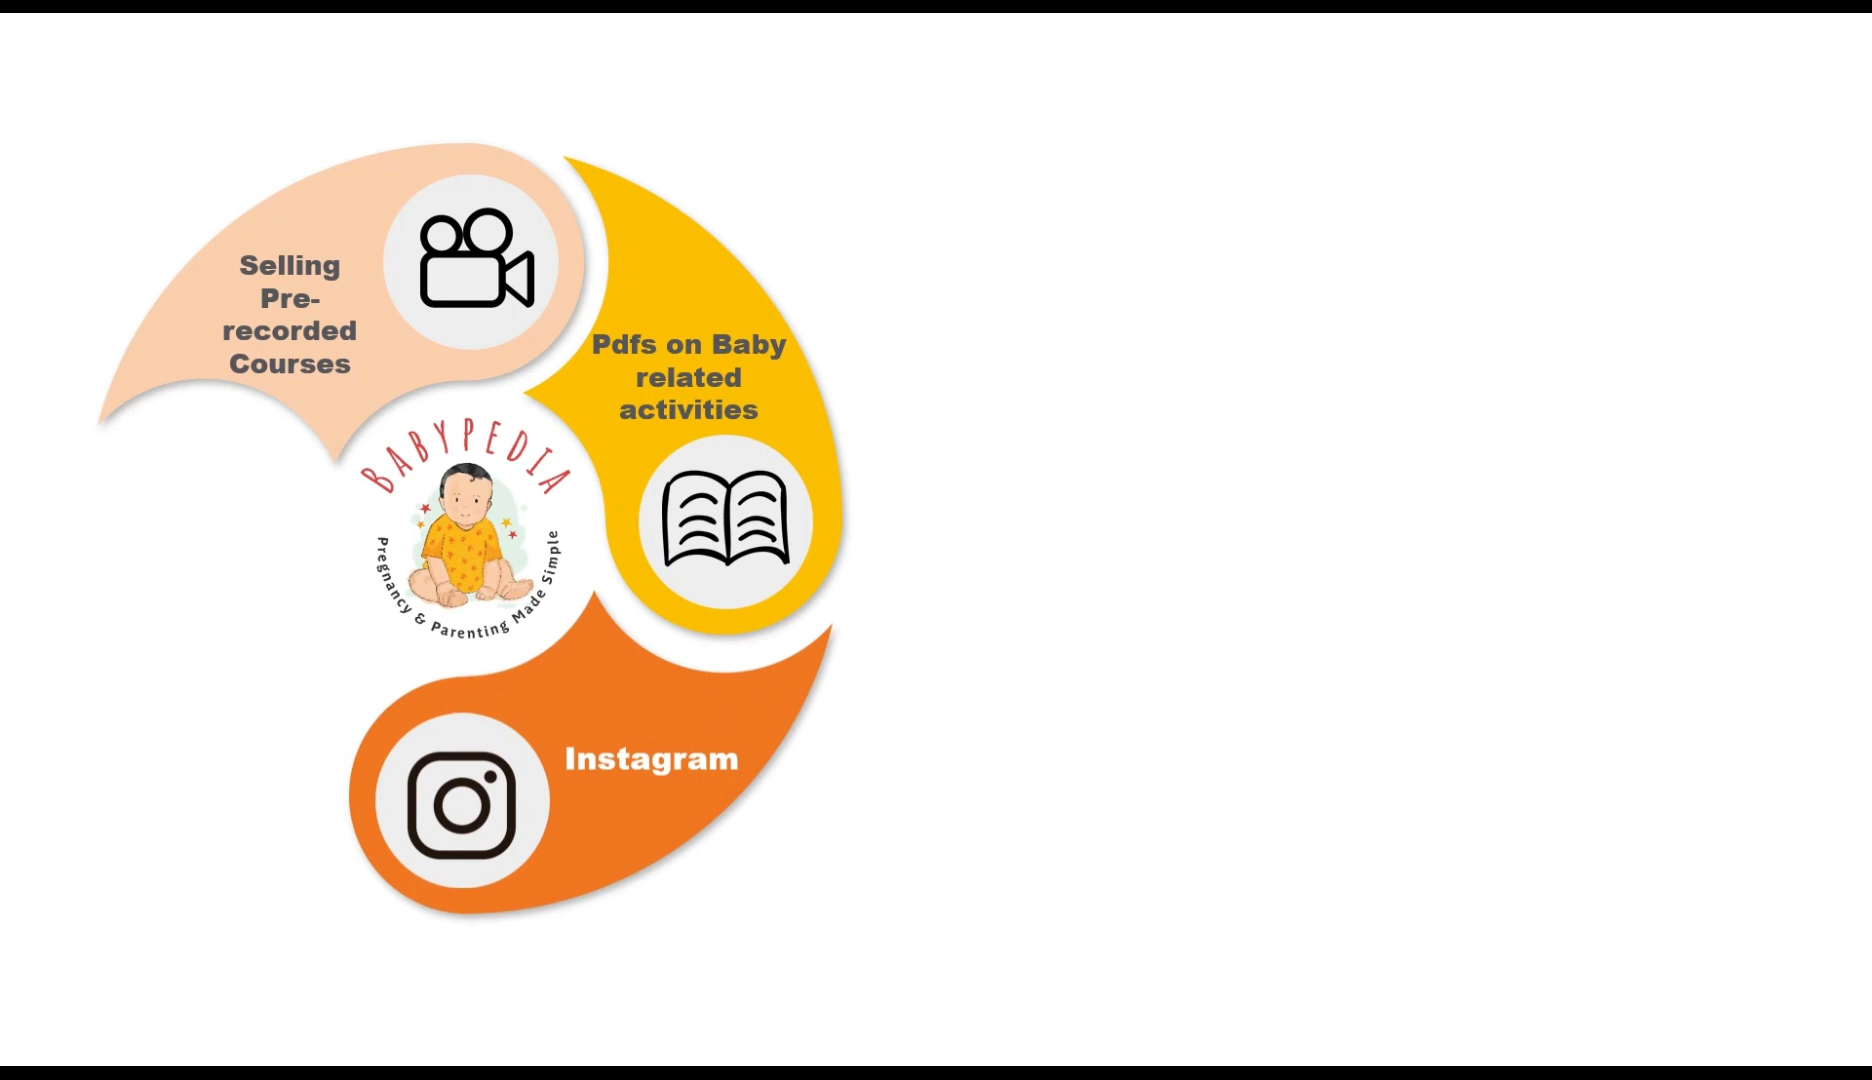 Selling
Pre-
recorded
Courses
Pdfs on Baby
related
activities
BABYPEDIA
Pregnancy & Parenting Made Simple
Instagram